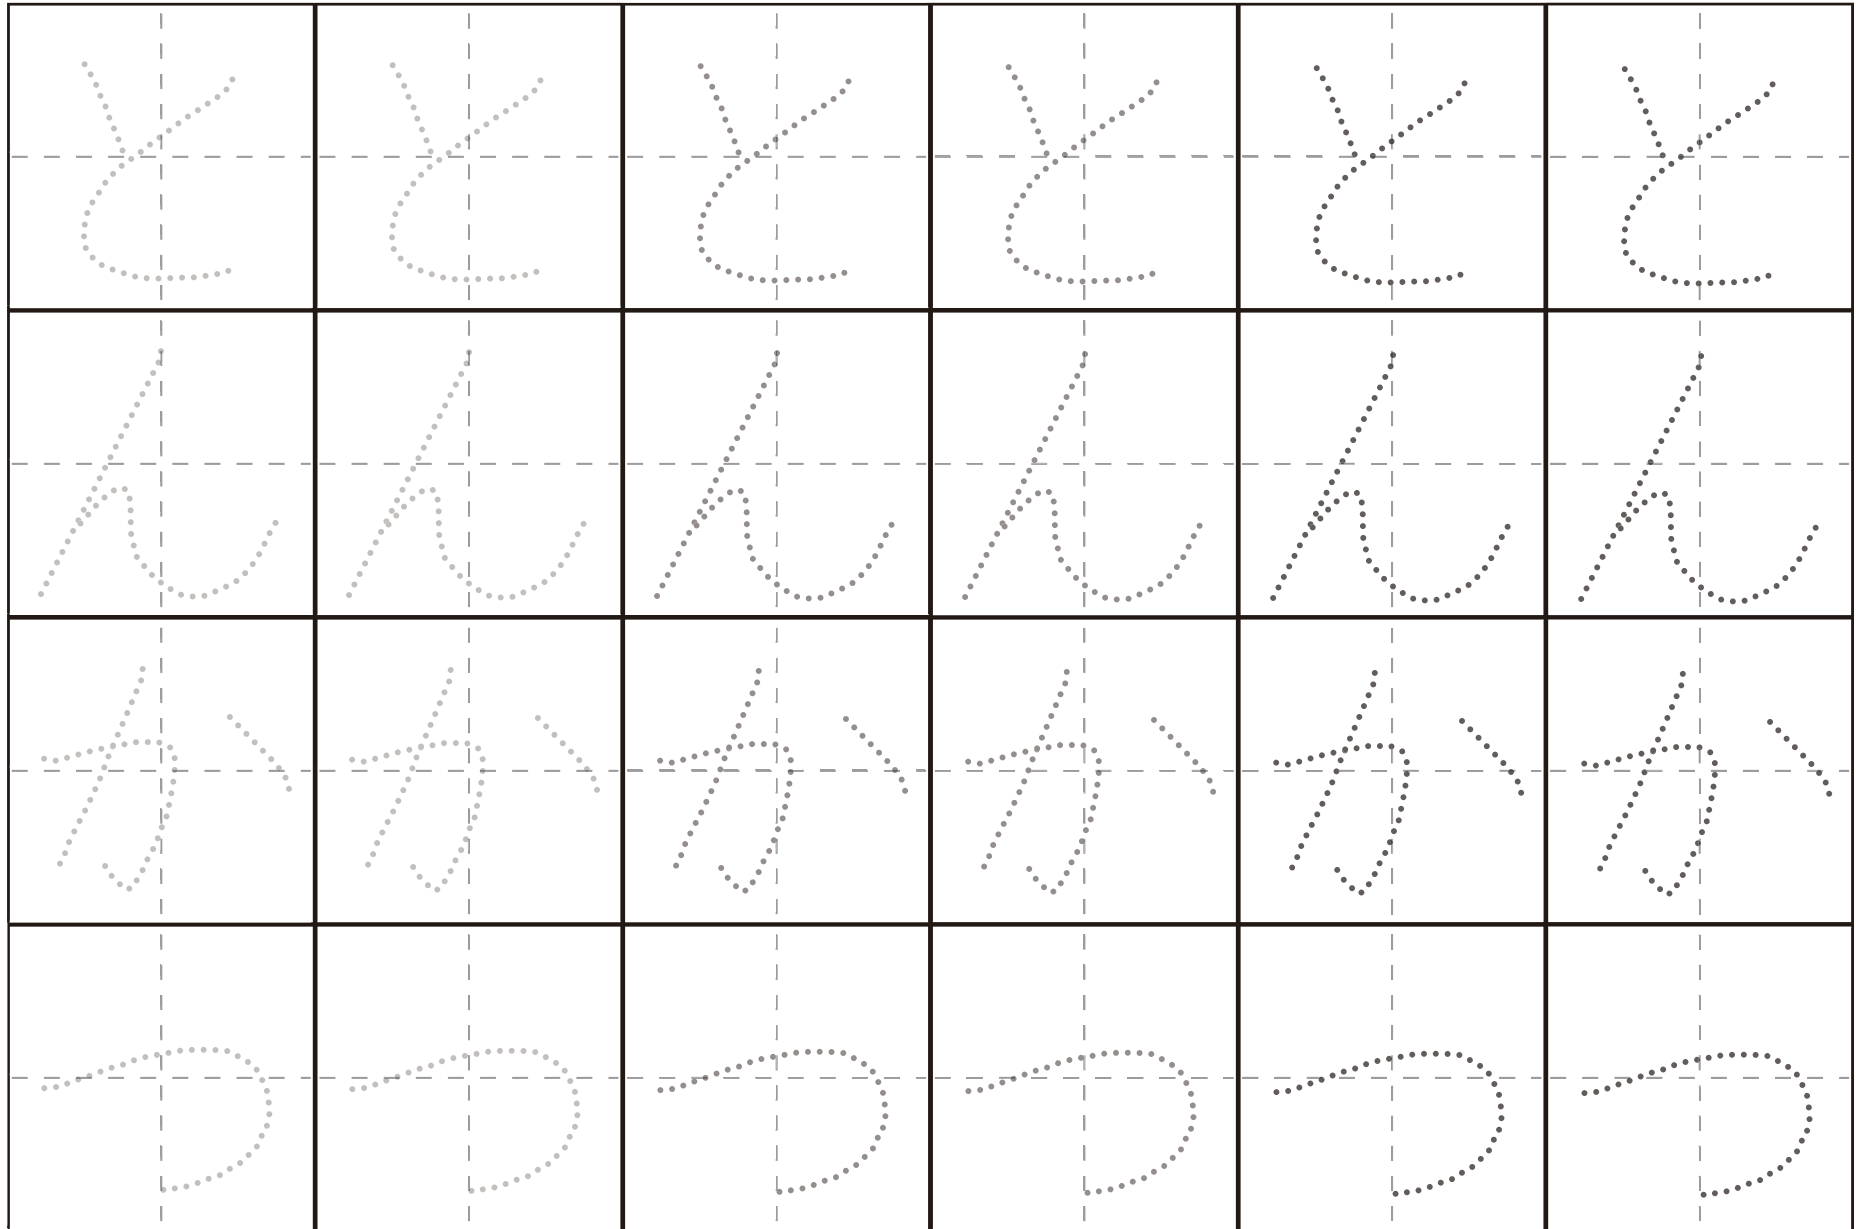 と と と と と と
ん ん ん ん ん ん
か か か か か か
つ つ つ つ つ つ